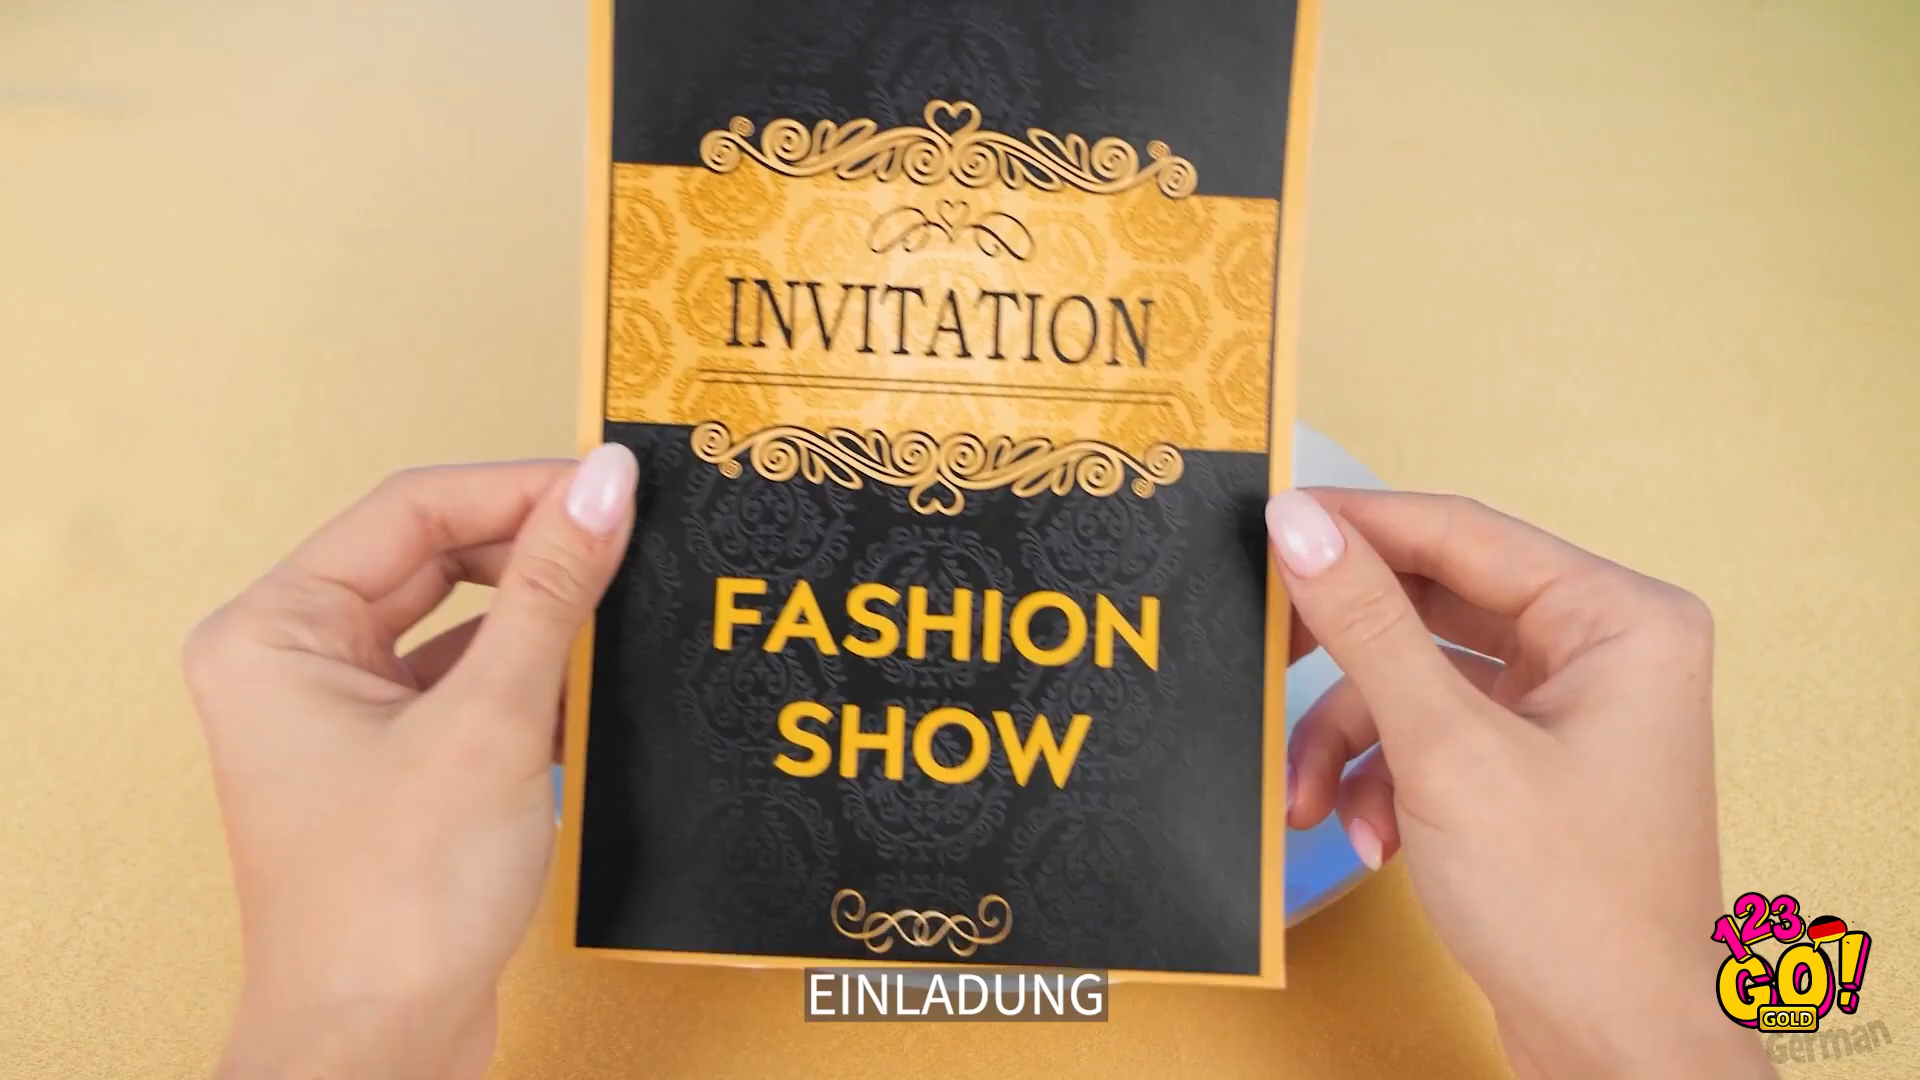 INVITATION
FASHION
SHOW
EINLADUNG
123
GO!
GOLD
German